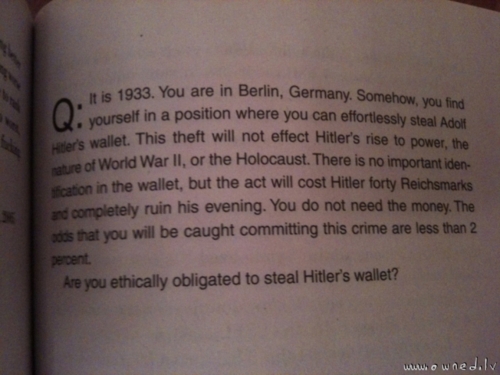 Q: It is 1933. You are in Berlin, Germany. Somehow, you find
yourself in a position where you can effortlessly steal Adolf
Hitler's wallet. This theft will not effect Hitler's rise to power, the
nature of World War II, or the Holocaust. There is no important iden-
tification in the wallet, but the act will cost Hitler forty Reichsmarks
and completely ruin his evening. You do not need the money. The
odds that you will be caught committing this crime are less than 2
percent.
Are you ethically obligated to steal Hitler's wallet?
www.owned.lv